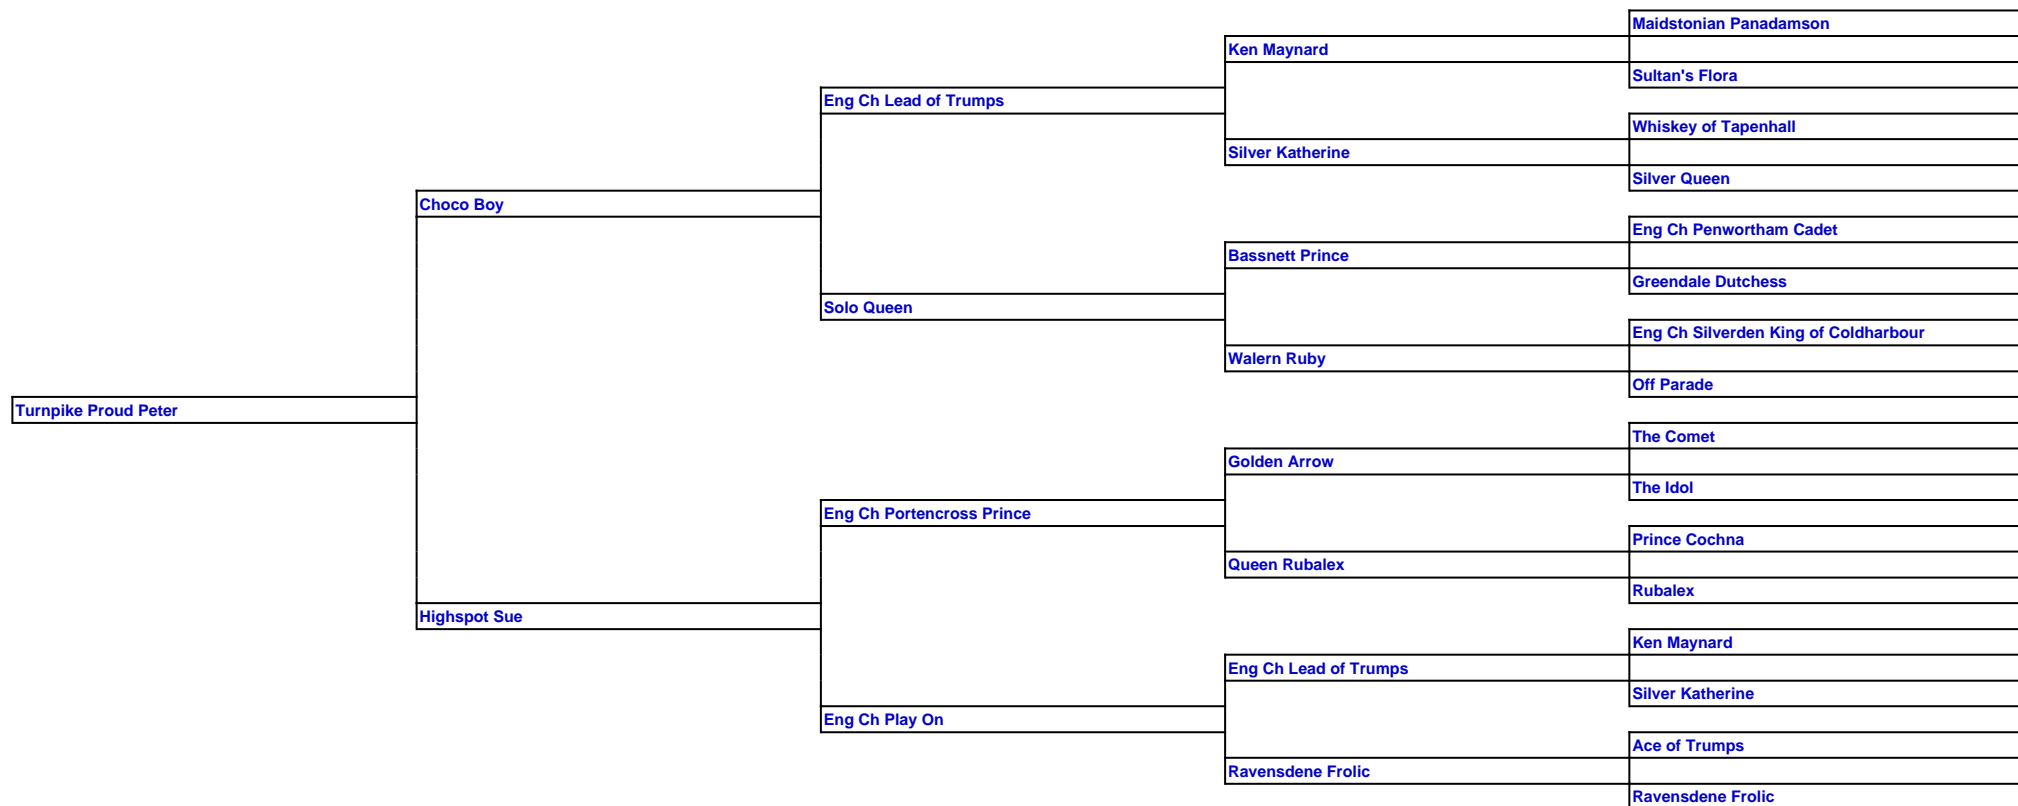 Maidstonian Panadamson
Ken Maynard
Sultan's Flora
Eng Ch Lead of Trumps
Whiskey of Tapenhall
Silver Katherine
Silver Queen
Choco Boy
Eng Ch Penwortham Cadet
Bassnett Prince
Greendale Dutchess
Solo Queen
Eng Ch Silverden King of Coldharbour
Walern Ruby
Off Parade
Turnpike Proud Peter
The Comet
Golden Arrow
The Idol
Eng Ch Portencross Prince
Prince Cochna
Queen Rubalex
Rubalex
Highspot Sue
Ken Maynard
Eng Ch Lead of Trumps
Silver Katherine
Eng Ch Play On
Ace of Trumps
Ravensdene Frolic
Ravensdene Frolic